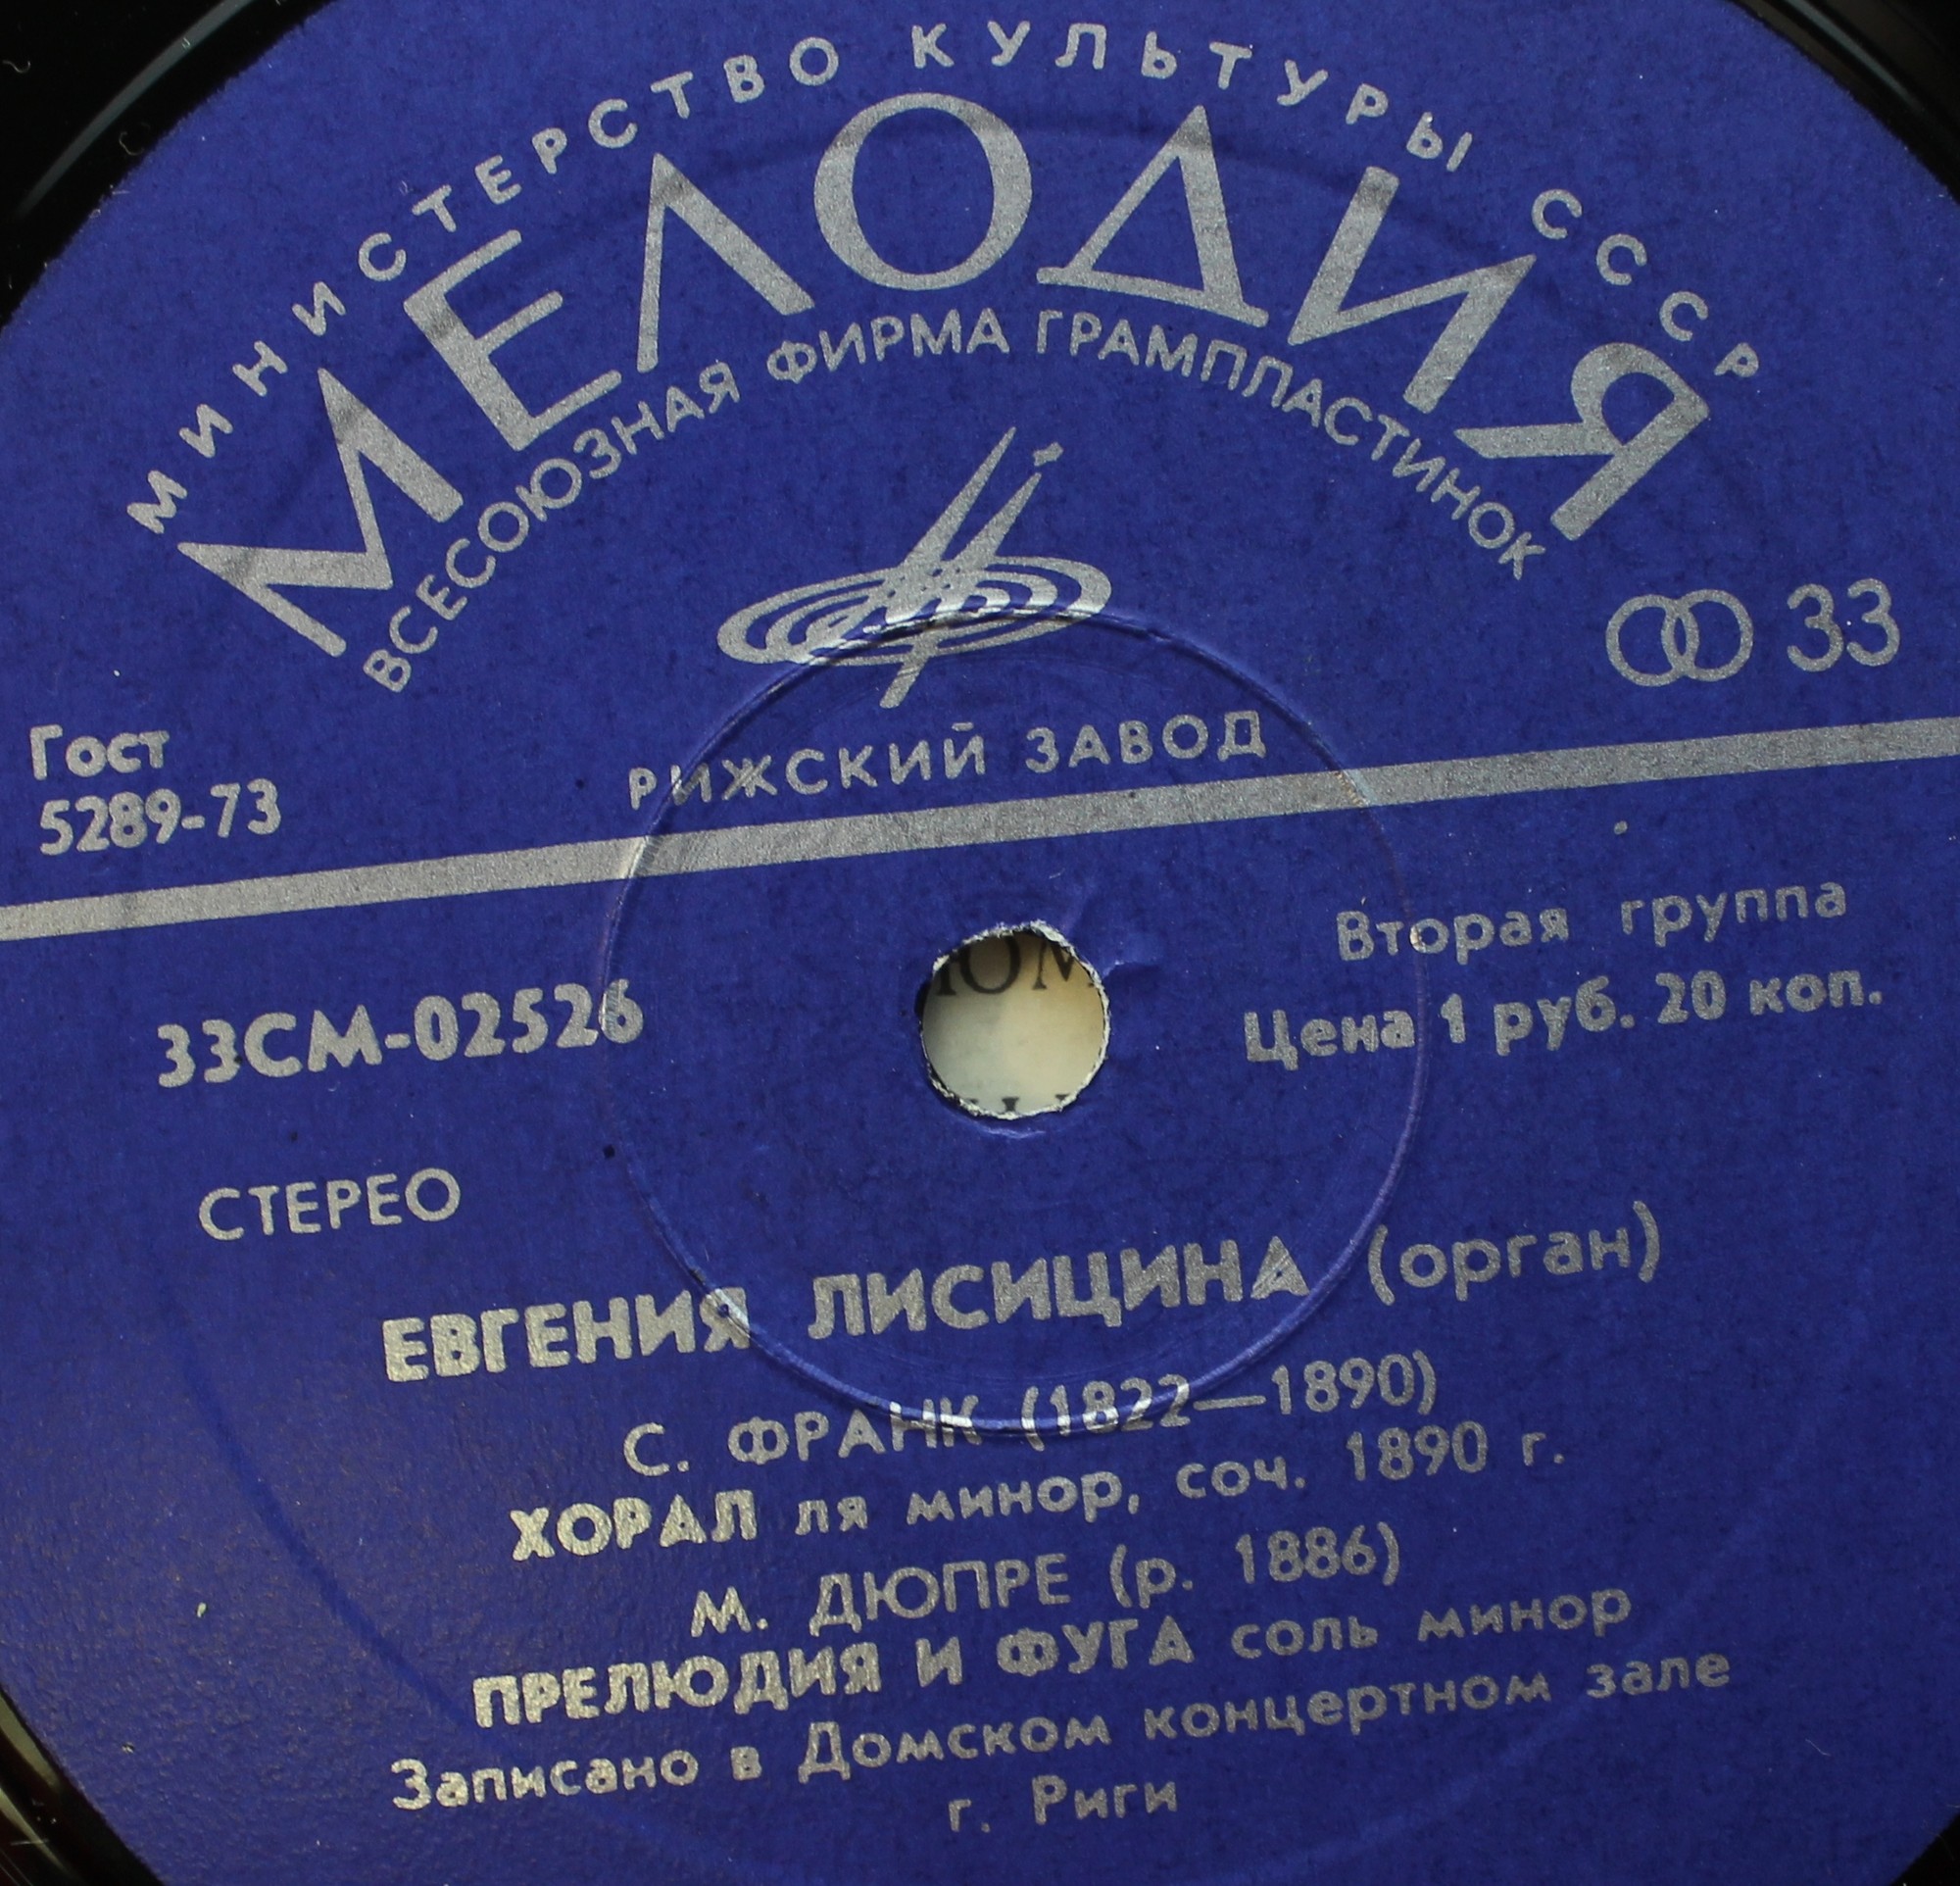 МИНИСТЕРСТВО КУЛЬТУРЫ СССР
МЕЛОДИЯ
ВСЕСОЮЗНАЯ ФИРМА ГРАМПЛАСТИНОК
33
Гост
5289-73
РИЖСКИЙ ЗАВОД
Вторая группа
33СМ-02526
Цена 1 руб. 20 коп.
СТЕРЕО
ЕВГЕНИЯ ЛИСИЦИНА (орган)
С. ФРАНК (1822—1890)
ХОРАЛ ля минор, соч. 1890 г.
М. ДЮПРЕ (р. 1886)
ПРЕЛЮДИЯ И ФУГА соль минор
Записано в Домском концертном зале
г. Риги